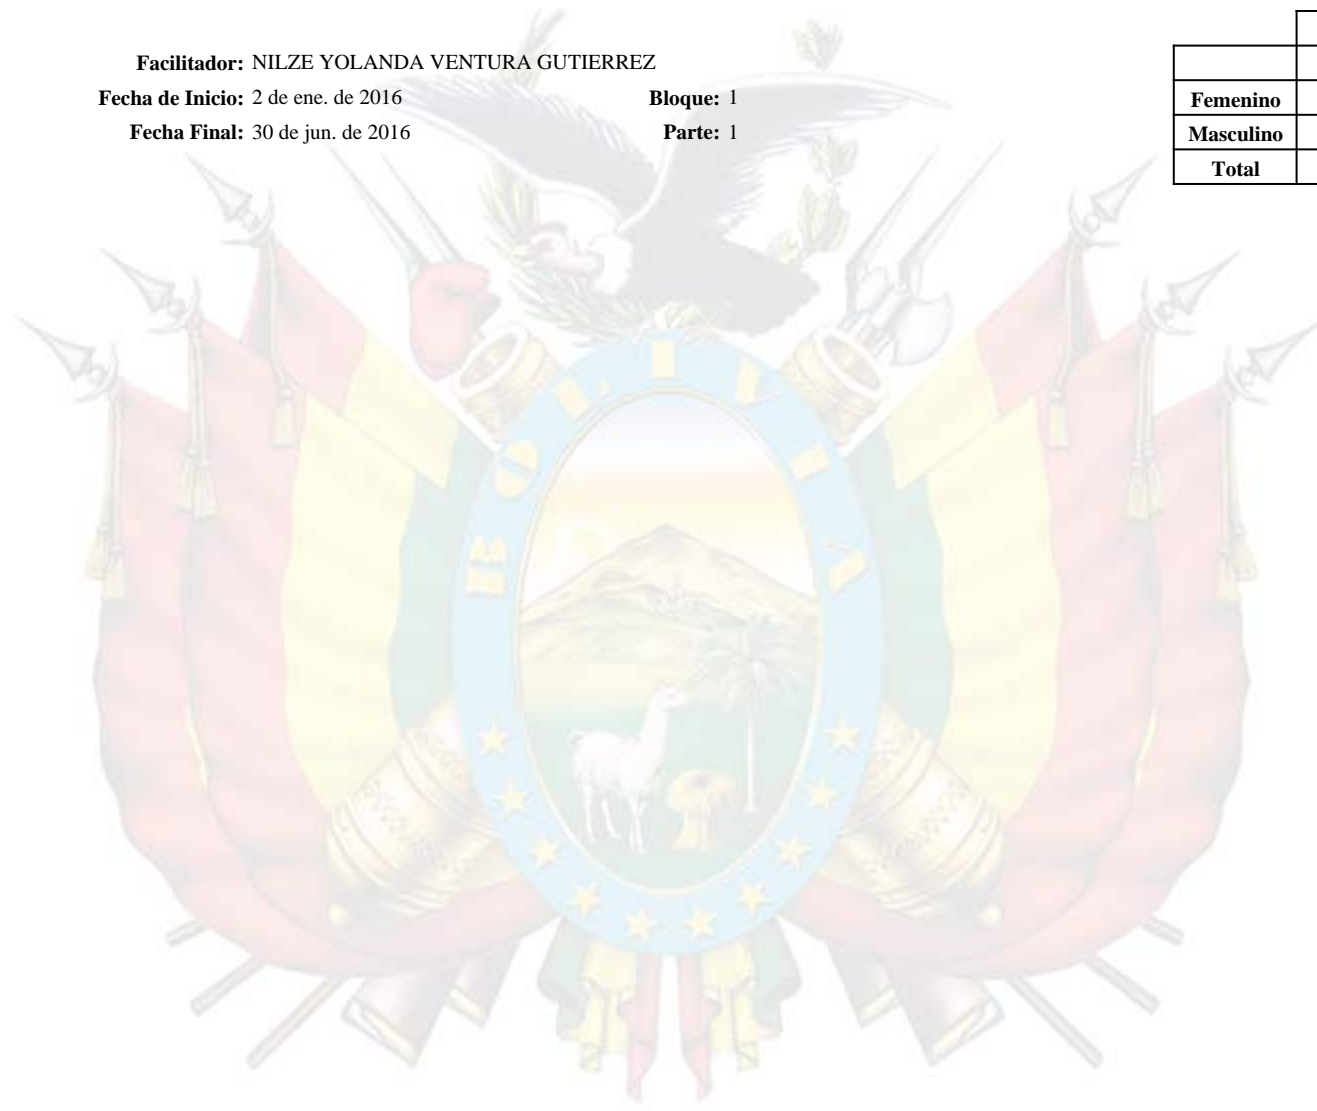 Facilitador: NILZE YOLANDA VENTURA GUTIERREZ
Fecha de Inicio: 2 de ene. de 2016 Bloque: 1
Fecha Final: 30 de jun. de 2016 Parte: 1
Femenino
Masculino
Total
BOLIVIA